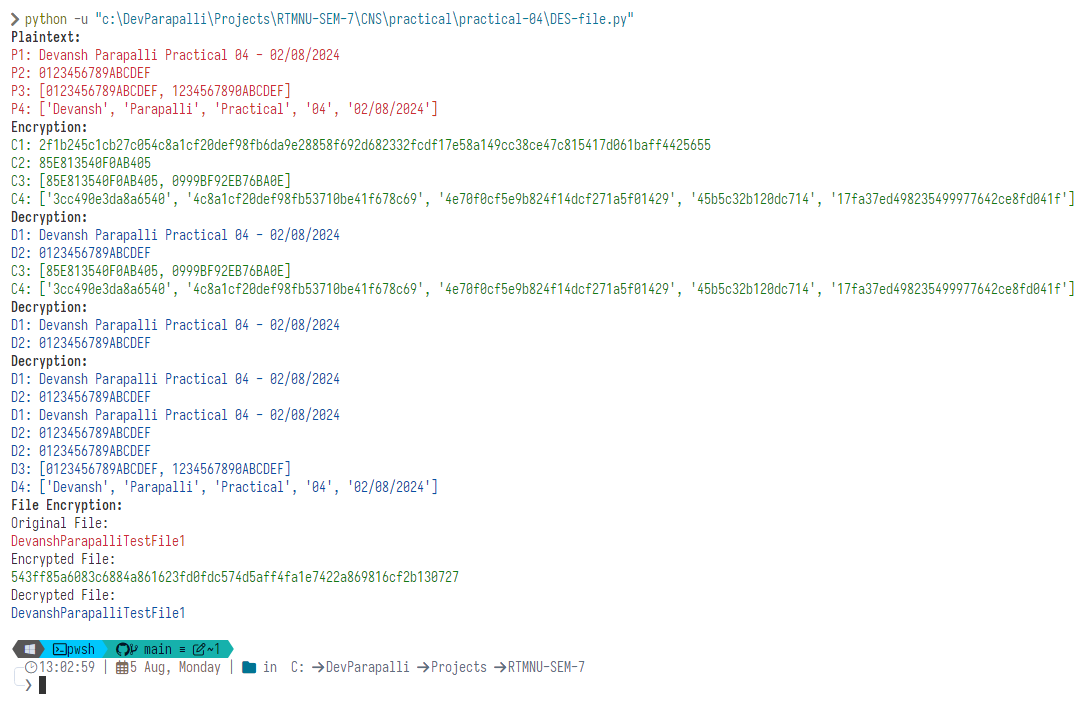 ❯ python -u "c:\DevParapalli\Projects\RTMNU-SEM-7\CNS\practical\practical-04\DES-file.py"
Plaintext:
P1: Devansh Parapalli Practical 04 - 02/08/2024
P2: 0123456789ABCDEF
P3: [0123456789ABCDEF, 1234567890ABCDEF]
P4: ['Devansh', 'Parapalli', 'Practical', '04', '02/08/2024']
Encryption:
C1: 2f1b245c1cb27c054c8a1cf20def98fb6da9e28858f692d682332fcdf17e58a149cc38ce47c815417d061baff4425655
C2: 85E813540F0AB405
C3: [85E813540F0AB405, 0999BF92EB76BA0E]
C4: ['3cc490e3da8a6540', '4c8a1cf20def98fb53710be41f678c69', '4e70f0cf5e9b824f14dcf271a5f01429', '45b5c32b120dc714', '17fa37ed498235499977642ce8fd041f']
Decryption:
D1: Devansh Parapalli Practical 04 - 02/08/2024
D2: 0123456789ABCDEF
C3: [85E813540F0AB405, 0999BF92EB76BA0E]
C4: ['3cc490e3da8a6540', '4c8a1cf20def98fb53710be41f678c69', '4e70f0cf5e9b824f14dcf271a5f01429', '45b5c32b120dc714', '17fa37ed498235499977642ce8fd041f']
Decryption:
D1: Devansh Parapalli Practical 04 - 02/08/2024
D2: 0123456789ABCDEF
Decryption:
D1: Devansh Parapalli Practical 04 - 02/08/2024
D2: 0123456789ABCDEF
D1: Devansh Parapalli Practical 04 - 02/08/2024
D2: 0123456789ABCDEF
D2: 0123456789ABCDEF
D3: [0123456789ABCDEF, 1234567890ABCDEF]
D4: ['Devansh', 'Parapalli', 'Practical', '04', '02/08/2024']
File Encryption:
Original File:
DevanshParapalliTestFile1
Encrypted File:
543ff85a6083c6884a861623fd0fdc574d5aff4fa1e7422a869816cf2b130727
Decrypted File:
DevanshParapalliTestFile1
pwsh main ≡ ~1
13:02:59 | 5 Aug, Monday | in C: →DevParapalli →Projects →RTMNU-SEM-7
❯